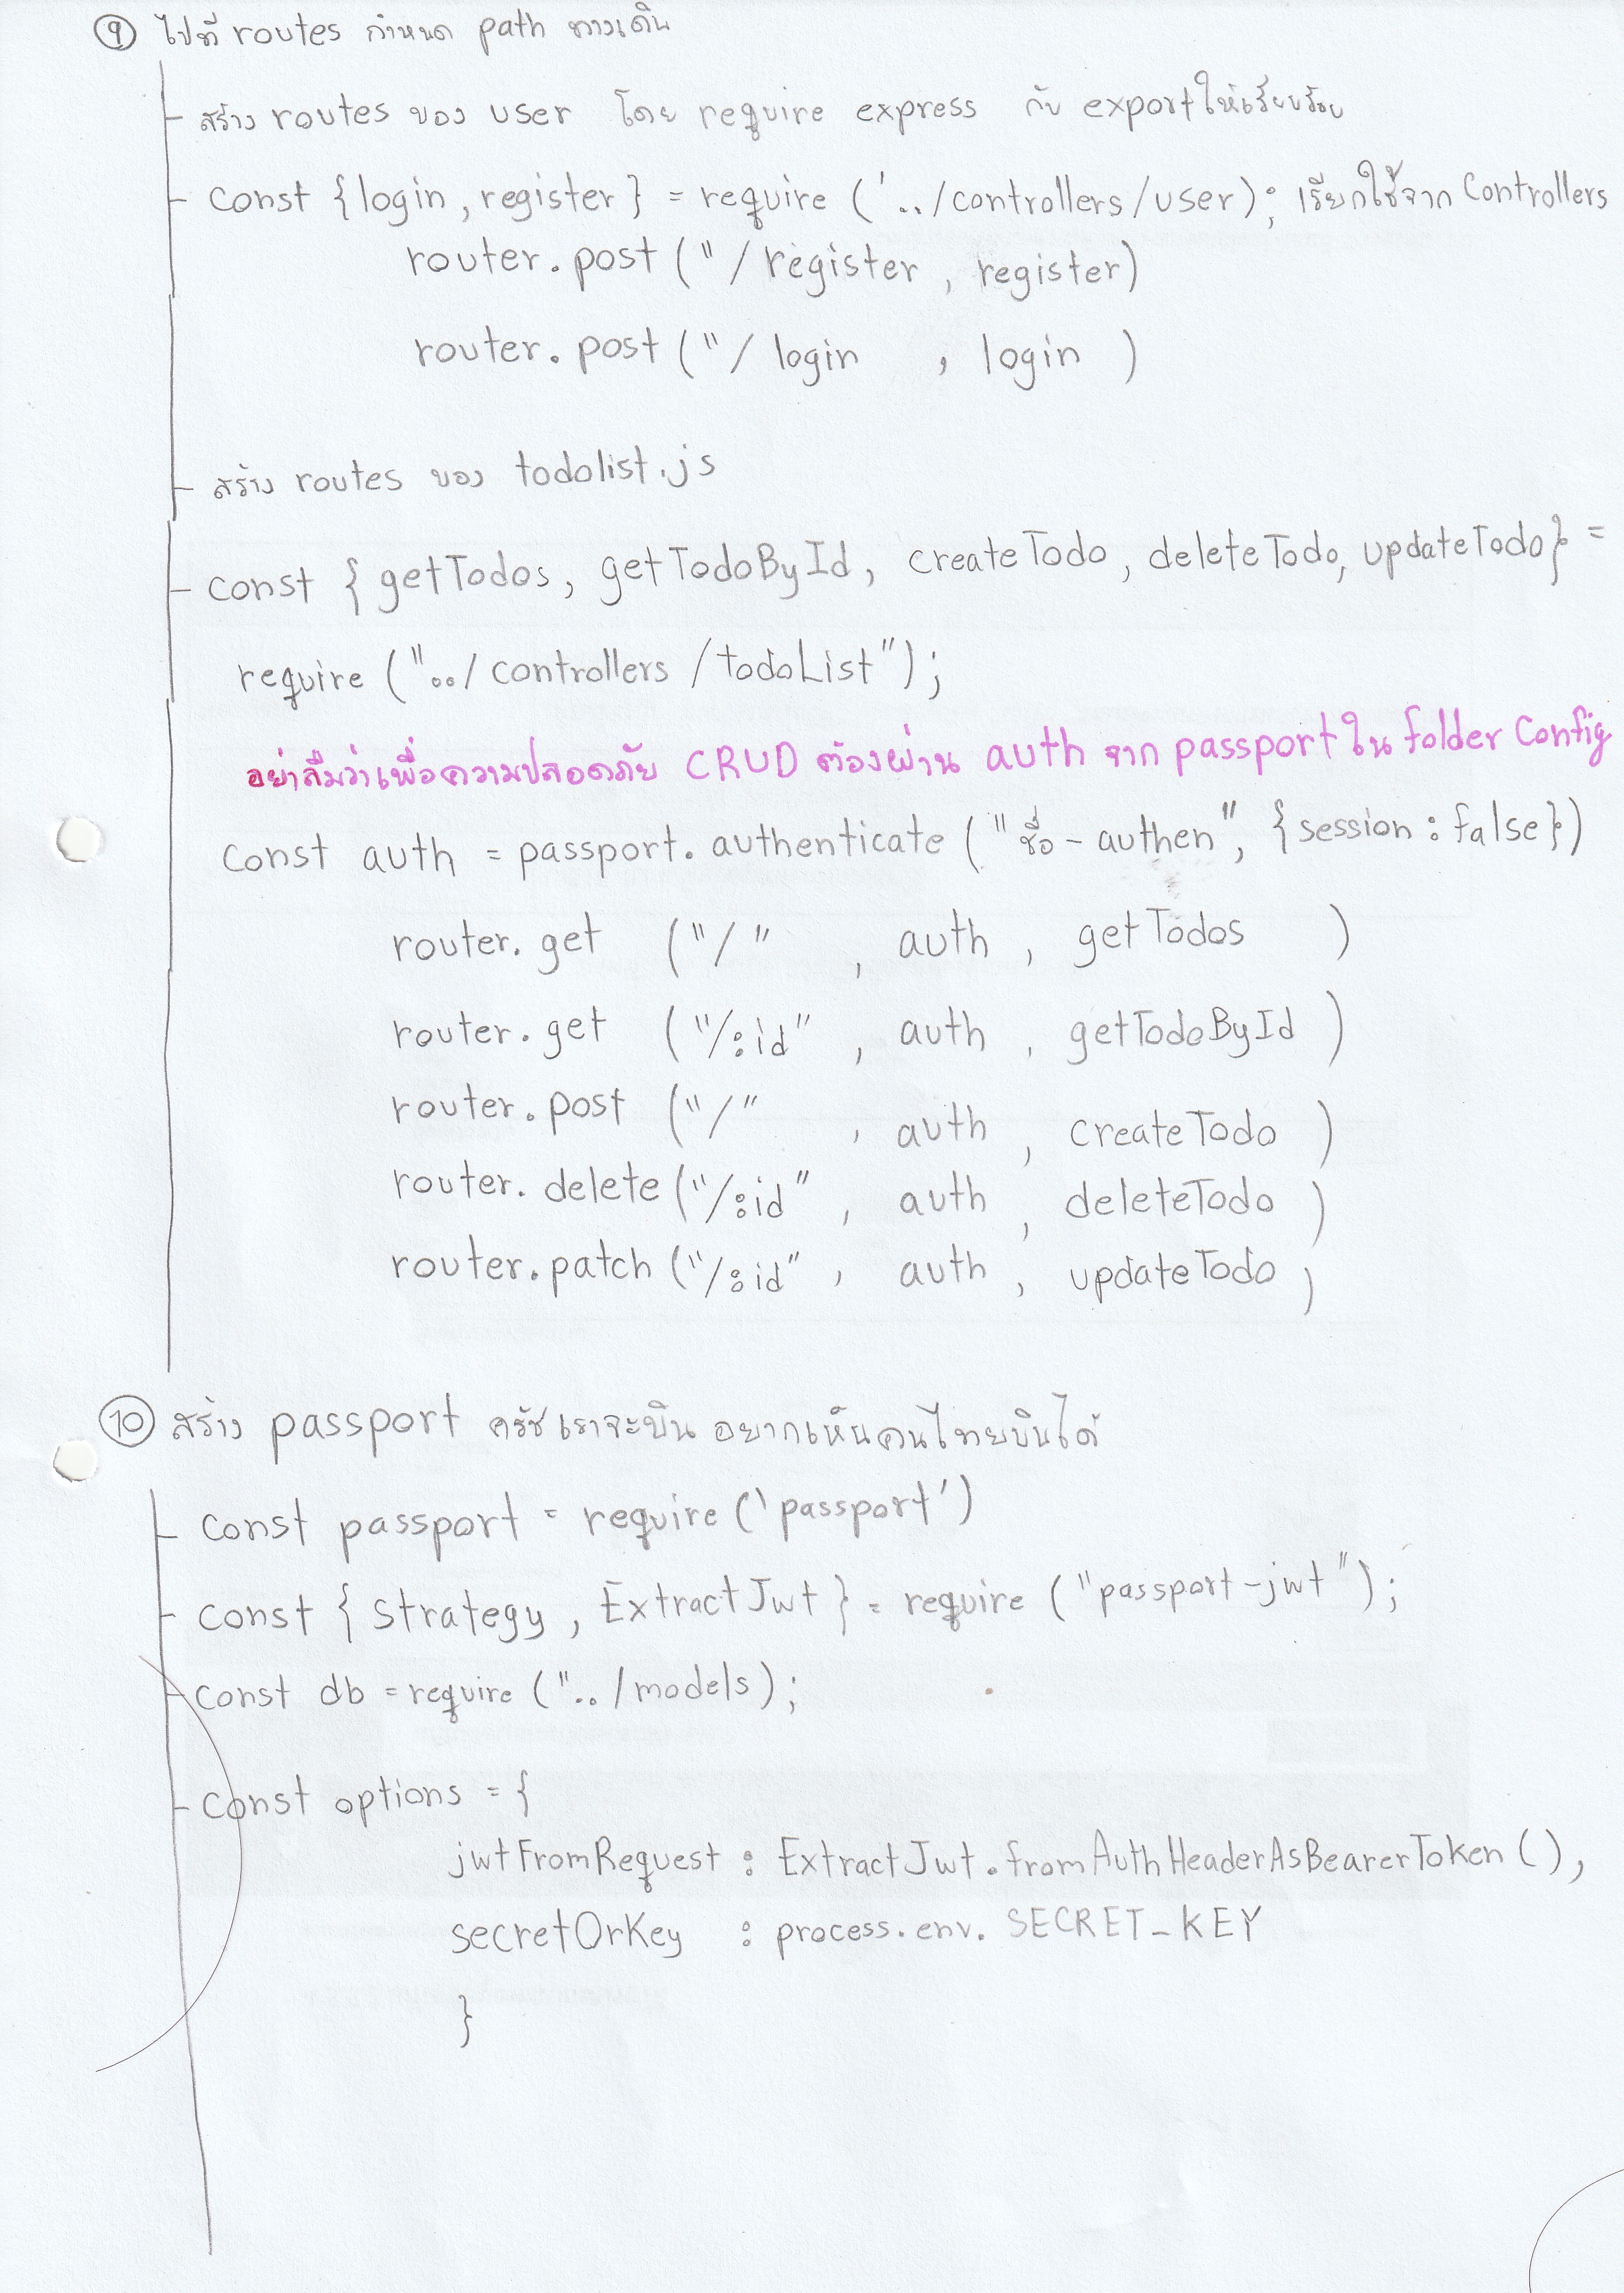 ⑨ ไปที่ routes กำหนด path ทางเดิน
สร้าง routes ของ user โดย require express กับ export ให้เรียบร้อย
const {login, register} = require ('../controllers/user); เรียกใช้จาก Controllers
router.post ("/register , register)
router.post ("/login , login )
สร้าง routes ของ todolist.js
const { getTodos, getTodoById, createTodo, deleteTodo, updateTodo} =
require ("../controllers/todoList");
อย่าลืมว่าเพื่อความปลอดภัย CRUD ต้องผ่าน auth จาก passport ใน folder Config
const auth = passport.authenticate ("ชื่อ-authen", {session : false})
router.get ("/" , auth , getTodos )
router.get ("/:id" , auth , getTodoById )
router.post ("/" , auth , createTodo )
router.delete ("/:id" , auth , deleteTodo )
router.patch ("/:id" , auth , updateTodo )
⑩ สร้าง passport ครัช เราจะบิน อยากเห็นคนไทยบินได้
const passport = require ('passport')
const { Strategy , ExtractJwt } = require ("passport-jwt");
const db = require ("../models);
const options = {
jwtFromRequest : ExtractJwt.fromAuthHeaderAsBearerToken (),
secretOrKey : process.env.SECRET_KEY
}